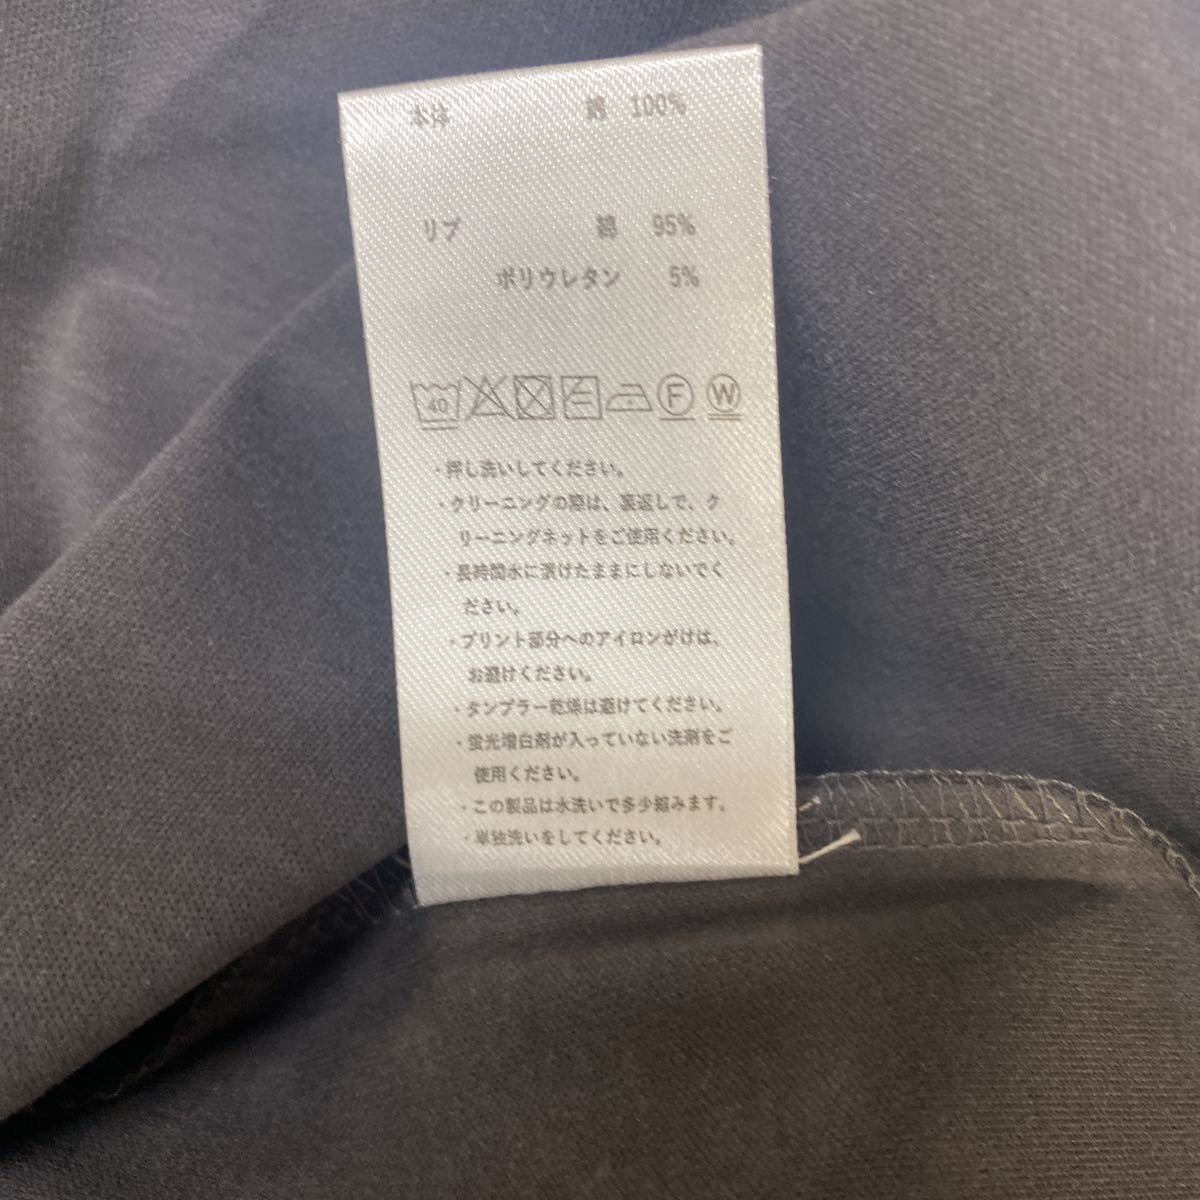 本体 綿 100%
リブ 綿 95%
ポリウレタン 5%
40 F W
・押し洗いしてください。
・クリーニングの際は、裏返しで、ク
リーニングネットをご使用ください。
・長時間水に漬けたままにしないでく
ださい。
・プリント部分へのアイロンがけは、
お避けください。
・タンブラー乾燥は避けてください。
・蛍光増白剤が入っていない洗剤をご
使用ください。
・この製品は水洗いで多少縮みます。
・単独洗いをしてください。